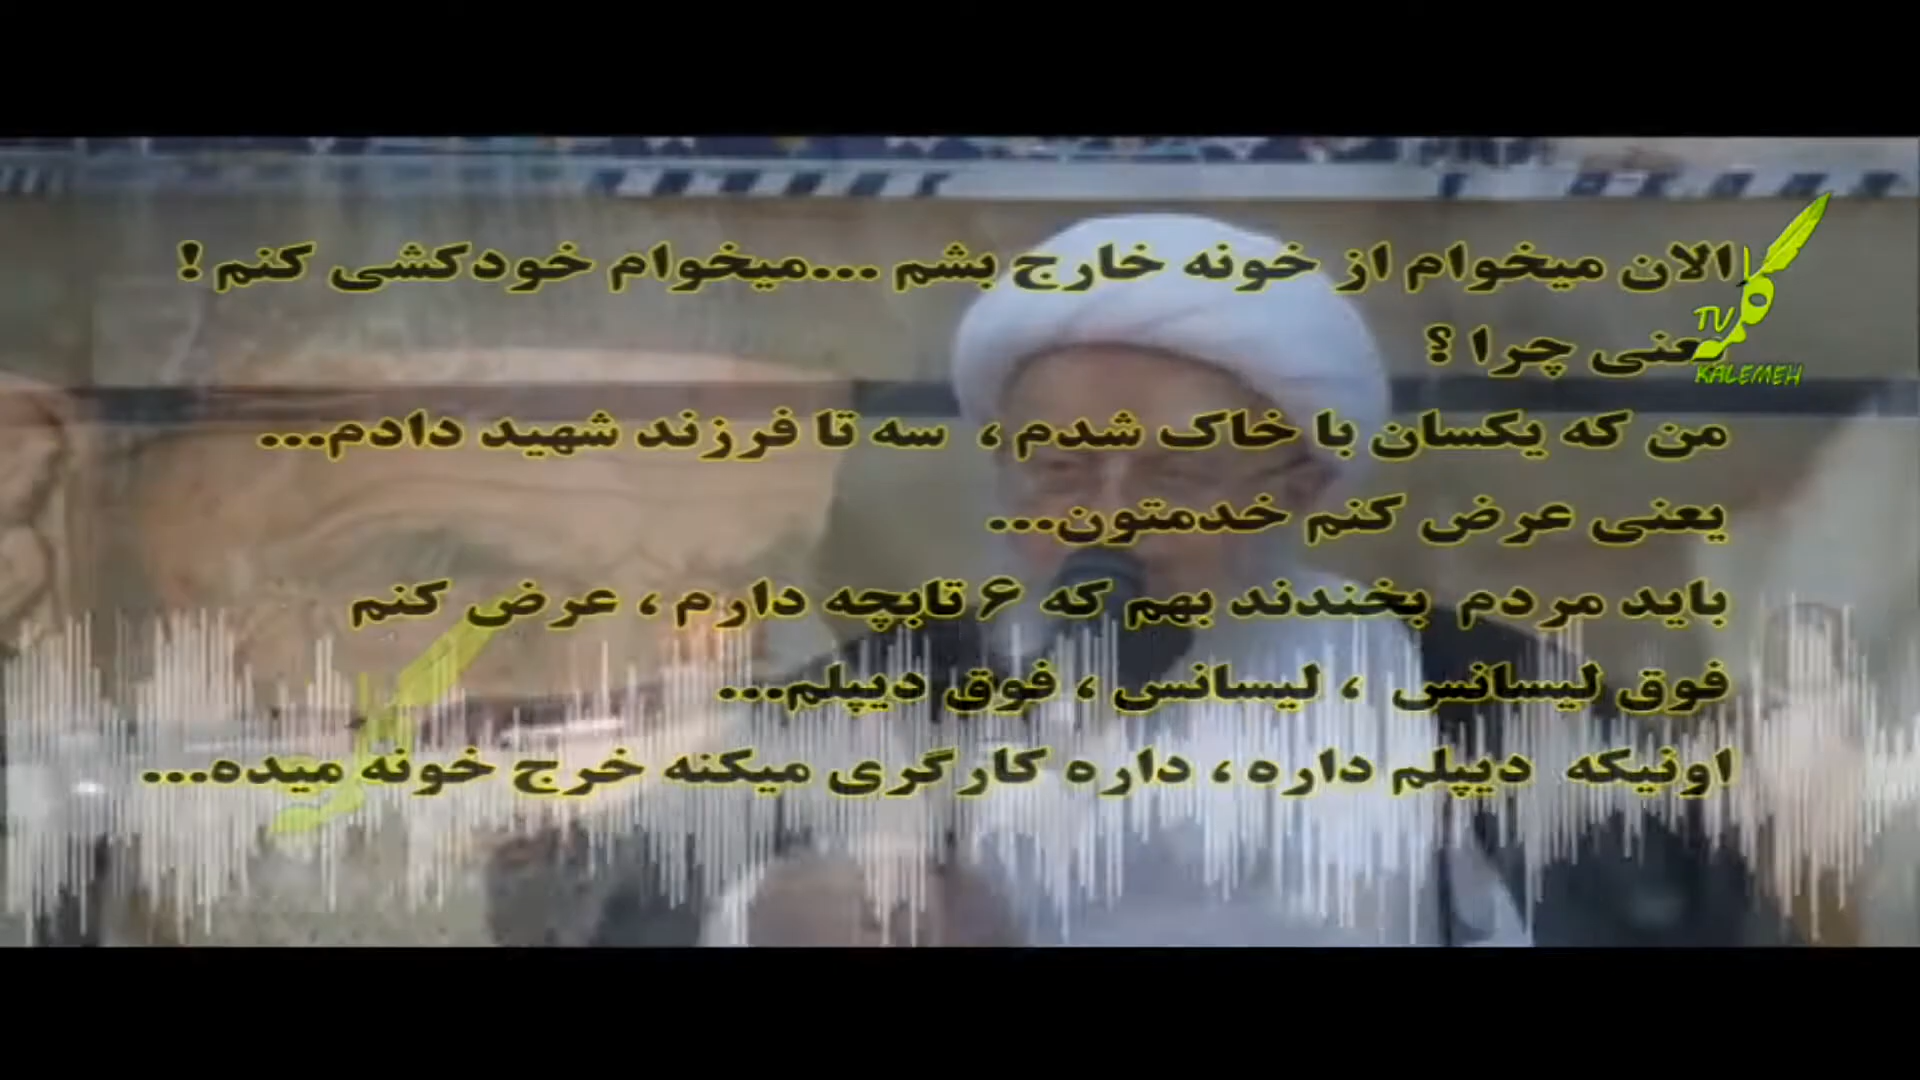 الان میخوام از خونه خارج بشم ...میخوام خودکشی کنم !
یعنی چرا ؟
من که یکسان با خاک شدم ، سه تا فرزند شهید دادم...
یعنی عرض کنم خدمتون...
باید مردم بخندند بهم که ۶ تابچه دارم ، عرض کنم
فوق لیسانس ، لیسانس ، فوق دیپلم...
اونیکه دیپلم داره ، داره کارگری میکنه خرج خونه میده...
TV
KALEMEH